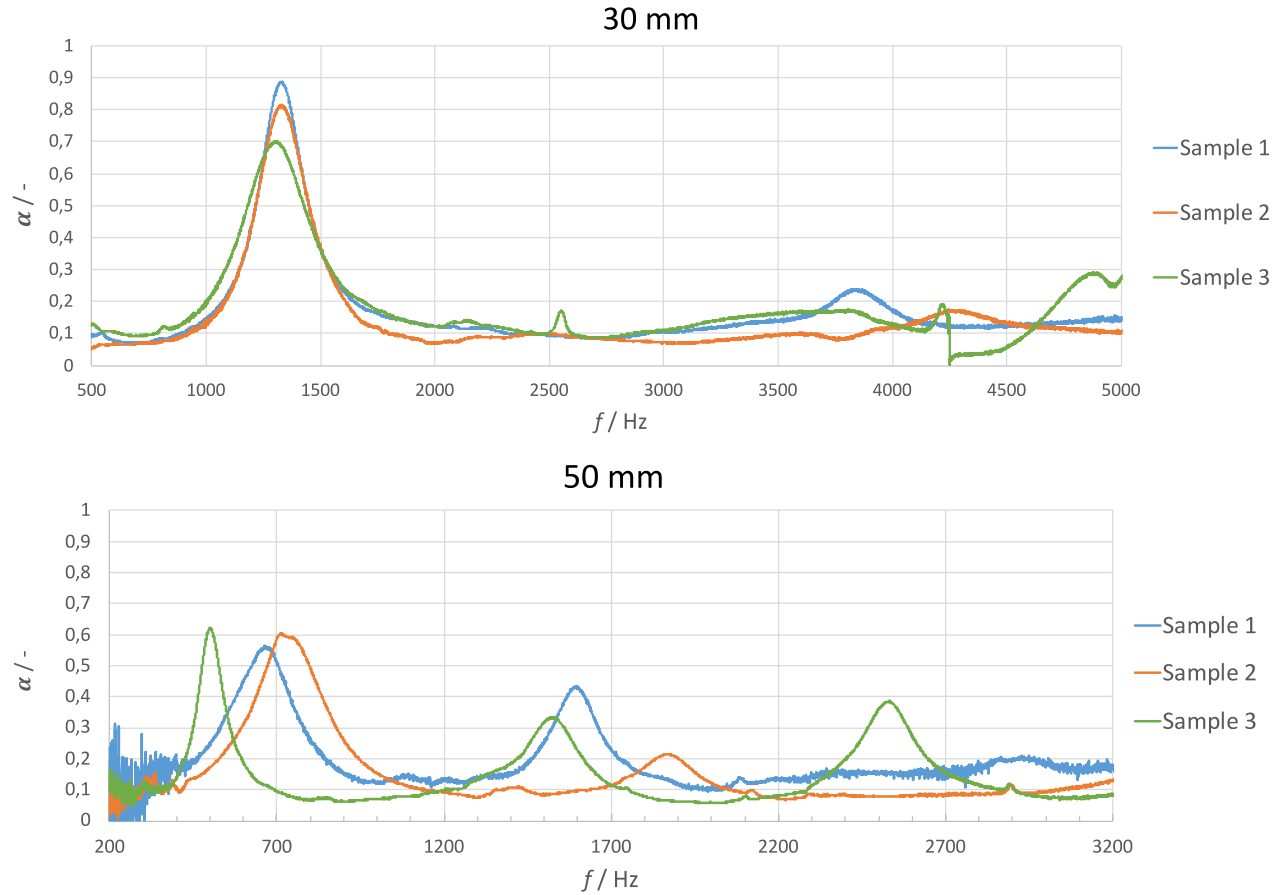 30 mm
1
0,9
0,8
0,7
0,6
0,5
0,4
0,3
0,2
0,1
0
α / -
500 1000 1500 2000 2500 3000 3500 4000 4500 5000
f / Hz
Sample 1
Sample 2
Sample 3
50 mm
1
0,9
0,8
0,7
0,6
0,5
0,4
0,3
0,2
0,1
0
α / -
200 700 1200 1700 2200 2700 3200
f / Hz
Sample 1
Sample 2
Sample 3